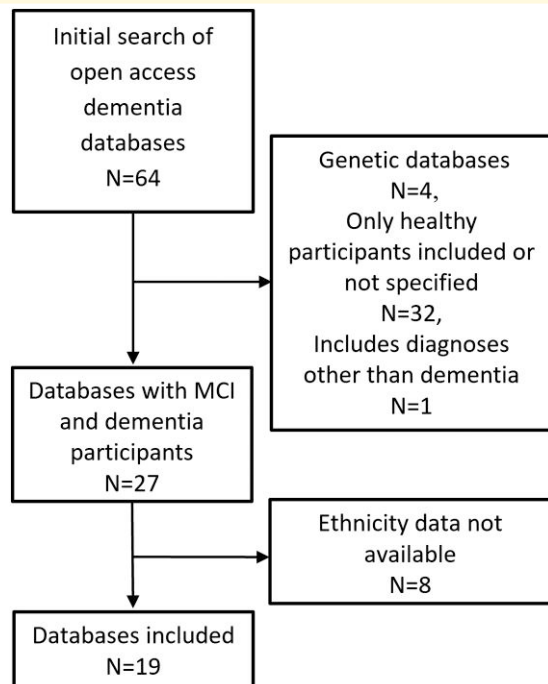 Initial search of
open access
dementia
databases
N=64
Genetic databases
N=4,
Only healthy
participants included or
not specified
N=32,
Includes diagnoses
other than dementia
N=1
Databases with MCI
and dementia
participants
N=27
Ethnicity data not
available
N=8
Databases included
N=19